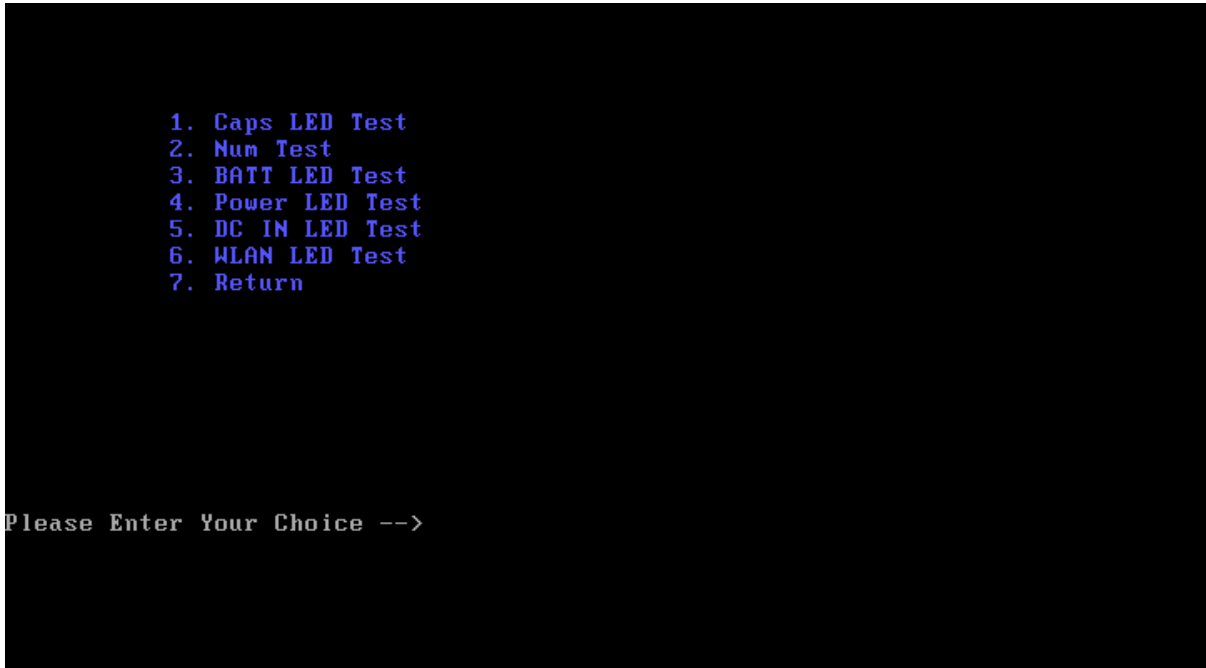 1. Caps LED Test
2. Num Test
3. BATT LED Test
4. Power LED Test
5. DC IN LED Test
6. WLAN LED Test
7. Return
Please Enter Your Choice -->